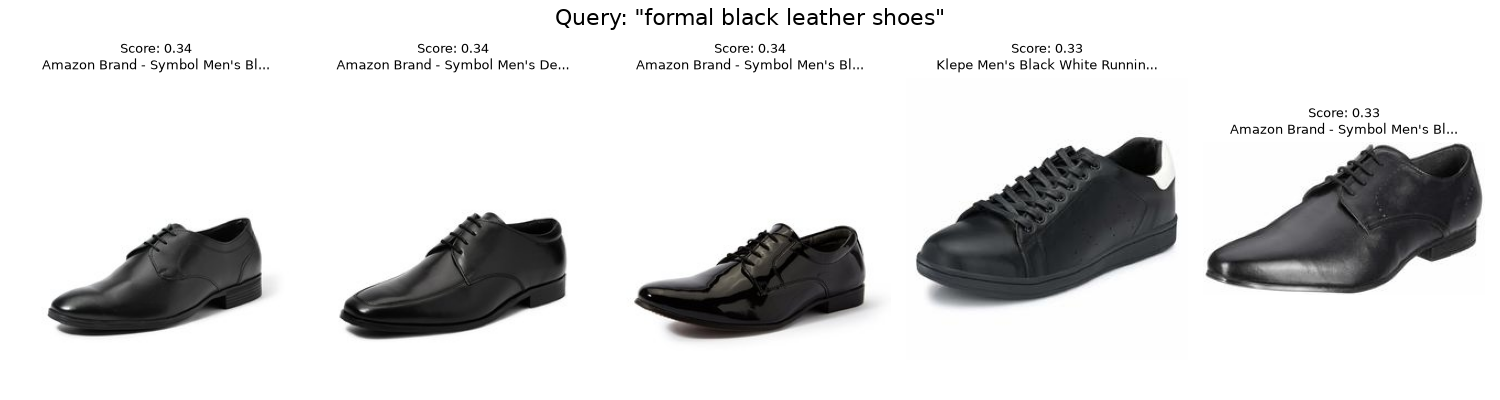 Query: "formal black leather shoes"
Score: 0.34
Amazon Brand - Symbol Men's Bl...
Score: 0.34
Amazon Brand - Symbol Men's De...
Score: 0.34
Amazon Brand - Symbol Men's Bl...
Score: 0.33
Klepe Men's Black White Runnin...
Score: 0.33
Amazon Brand - Symbol Men's Bl...